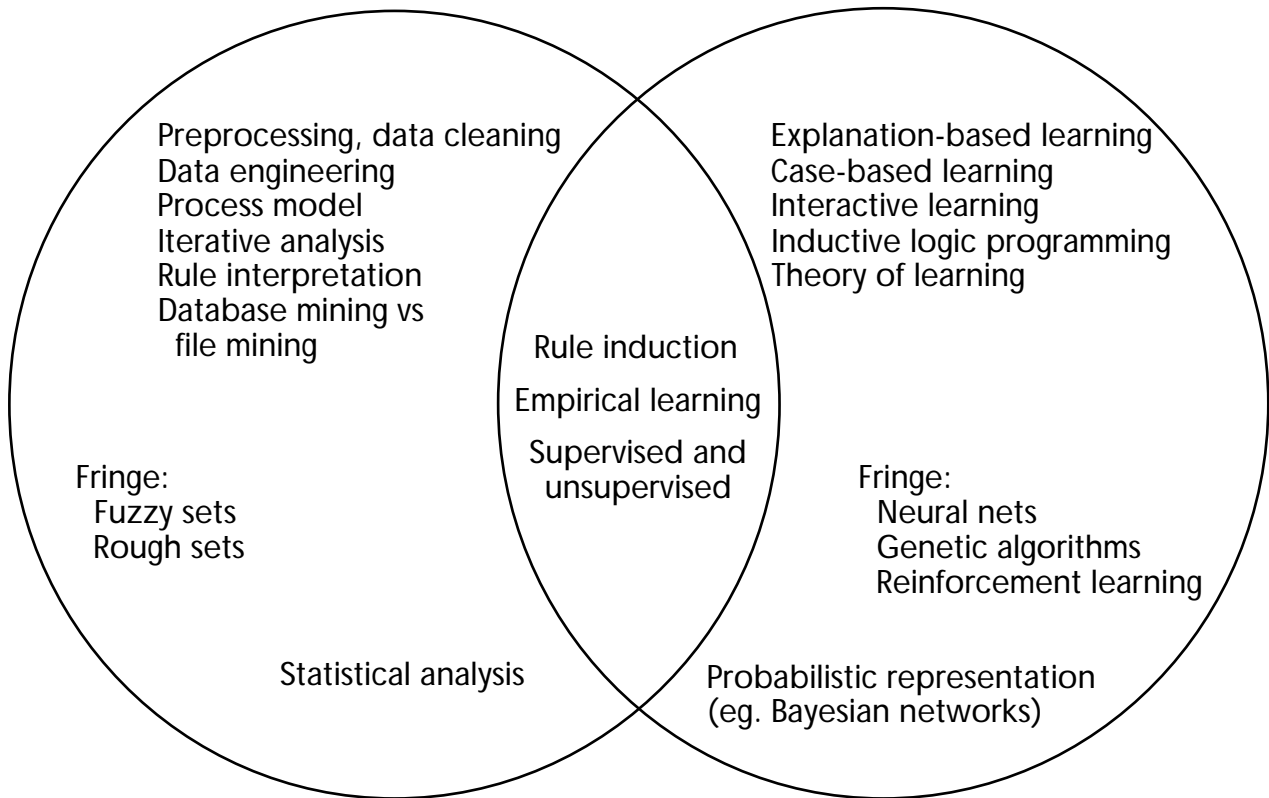 Preprocessing, data cleaning
Data engineering
Process model
Iterative analysis
Rule interpretation
Database mining vs
file mining
Fringe:
Fuzzy sets
Rough sets
Statistical analysis
Rule induction
Empirical learning
Supervised and
unsupervised
Explanation-based learning
Case-based learning
Interactive learning
Inductive logic programming
Theory of learning
Fringe:
Neural nets
Genetic algorithms
Reinforcement learning
Probabilistic representation
(eg. Bayesian networks)